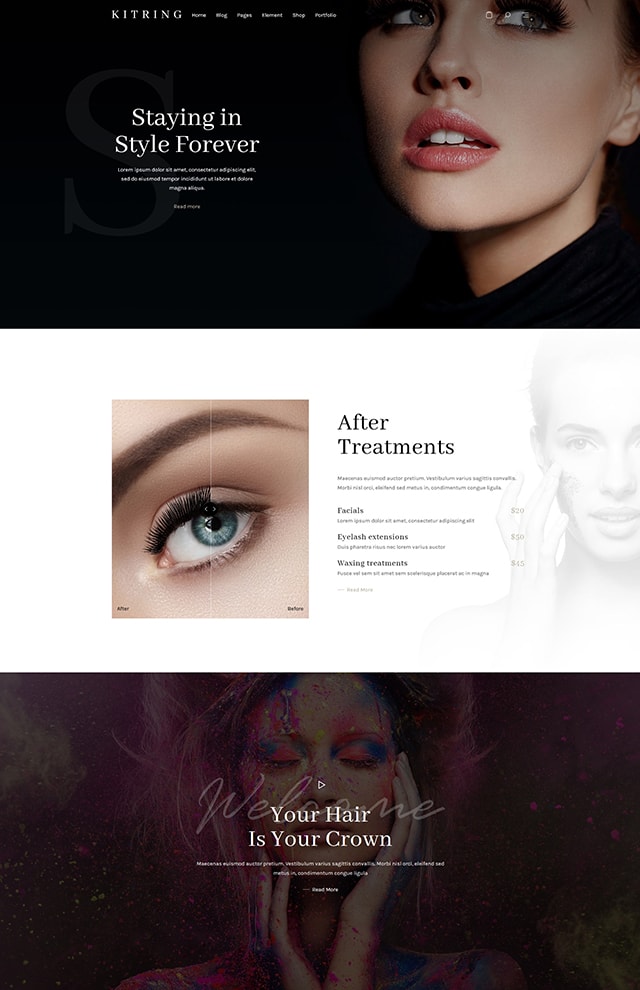 KITRING Home Blog Pages Element Shop Portfolio
S
Staying in
Style Forever
Lorem ipsum dolor sit amet, consectetur adipiscing elit,
sed do eiusmod tempor incididunt ut labore et dolore
magna aliqua.
Read more
After
Treatments
Maecenas euismod auctor pretium. Vestibulum varius sagittis convallis.
Morbi nisl orci, eleifend sec metus in, condimentum congue ligula.
Facials $20
Lorem ipsum dolor sit amet, consectetur adipiscing elit
Eyelash extensions $50
Duis pharetra risus nec lorem varius auctor
Waxing treatments $45
Fusce vel sem sit amet sem scelerisque placerat ac in magna
Read More
After Before
Welcome
Your Hair
Is Your Crown
Maecenas euismod auctor pretium. Vestibulum varius sagittis convallis. Morbi nisl orci, eleifend sed
metus in, condimentum congue ligula
Read More